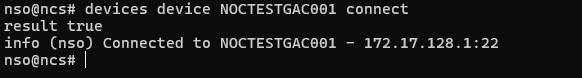 nso@ncs# devices device NOCTESTGAC001 connect
result true
info (nso) Connected to NOCTESTGAC001 - 172.17.128.1:22
nso@ncs#